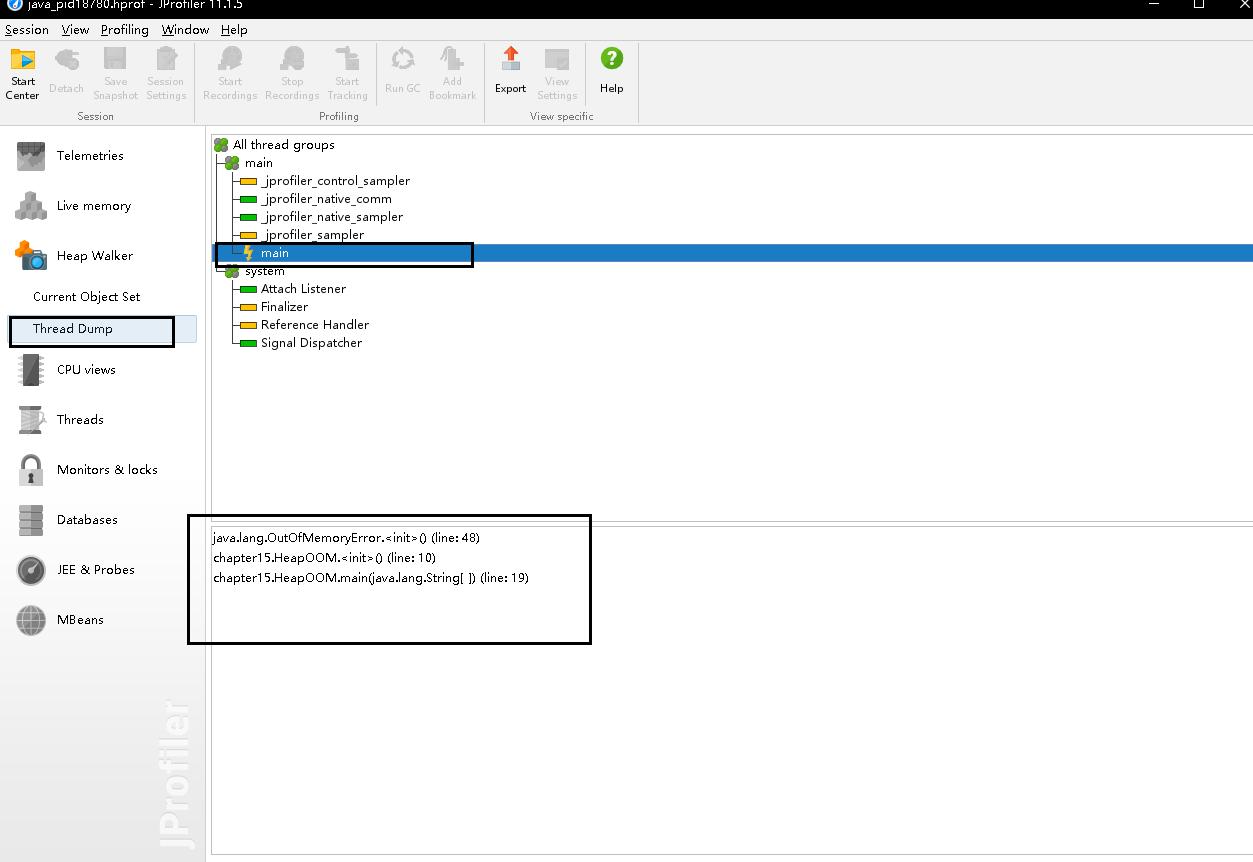 java_pid18780.hprof - JProfiler 11.1.5
Session View Profiling Window Help
Start Center
Detach
Save Snapshot
Session Settings
Start Recordings
Stop Recordings
Start Tracking
Run GC
Add Bookmark
Export
View Settings
Help
Session
Profiling
View specific
Telemetries
Live memory
Heap Walker
Current Object Set
Thread Dump
CPU views
Threads
Monitors & locks
Databases
JEE & Probes
MBeans
JProfiler
All thread groups
main
_jprofiler_control_sampler
_jprofiler_native_comm
_jprofiler_native_sampler
_jprofiler_sampler
main
system
Attach Listener
Finalizer
Reference Handler
Signal Dispatcher
java.lang.OutOfMemoryError.<init>() (line: 48)
chapter15.HeapOOM.<init>() (line: 10)
chapter15.HeapOOM.main(java.lang.String[ ]) (line: 19)